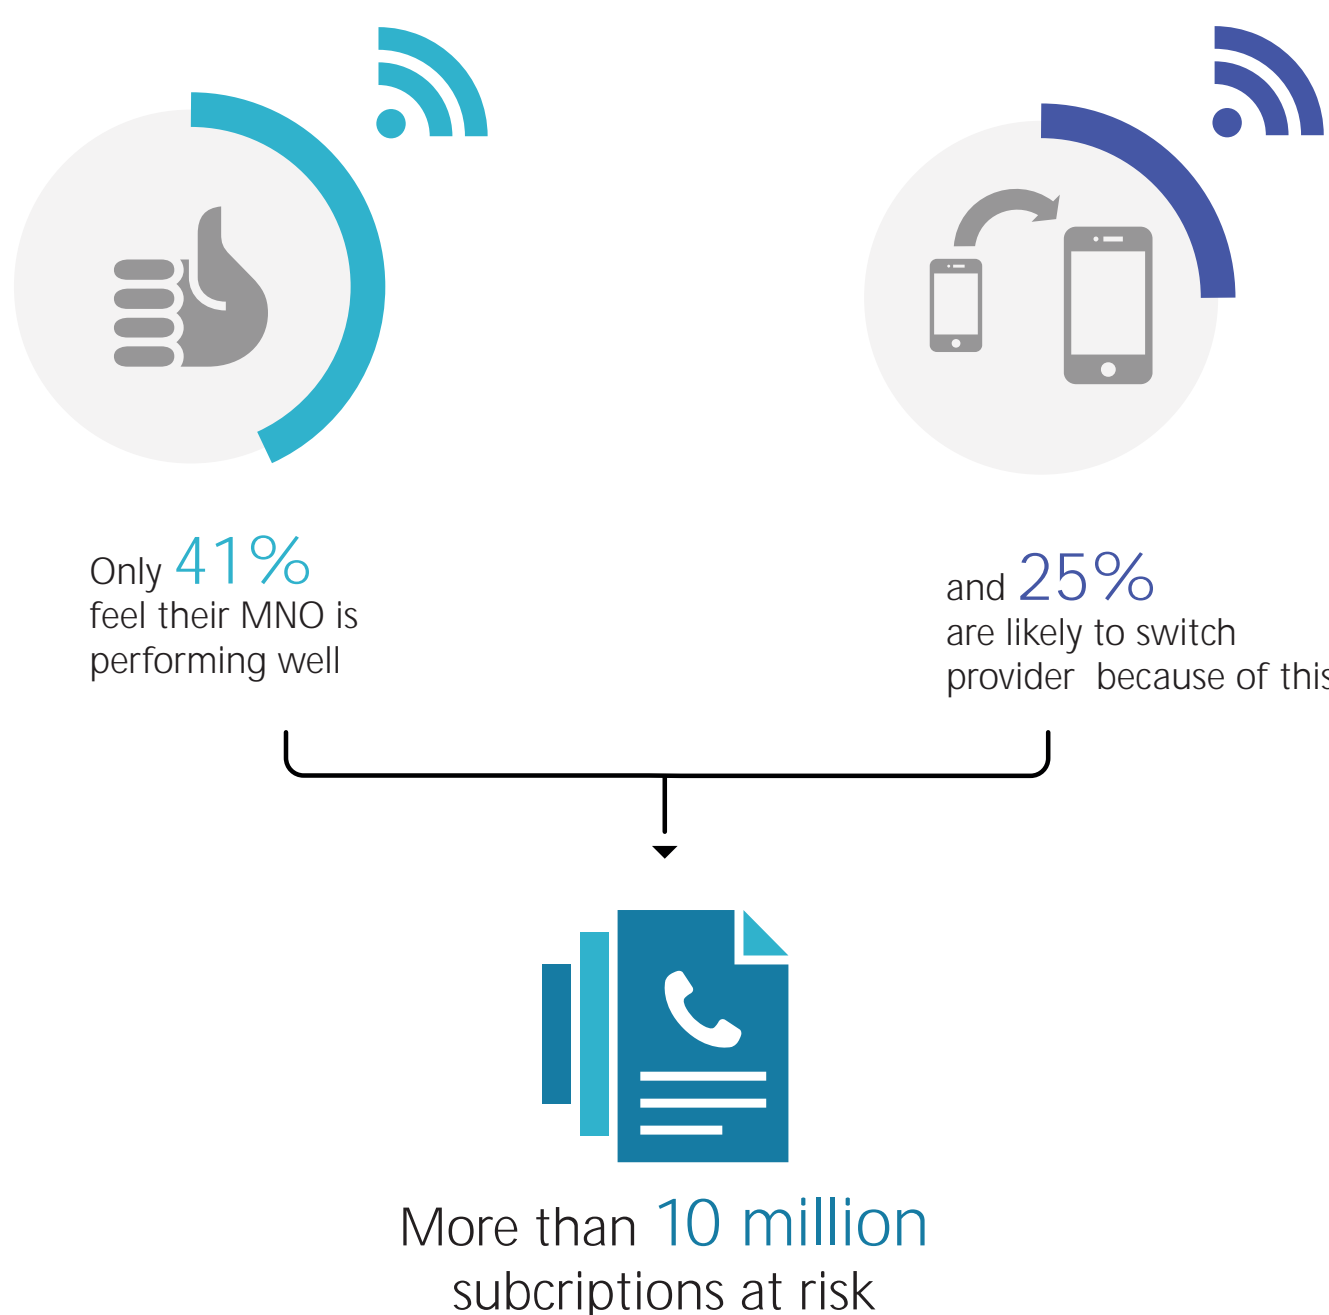 Only 41%
feel their MNO is
performing well
and 25%
are likely to switch
provider because of this
More than 10 million
subcriptions at risk